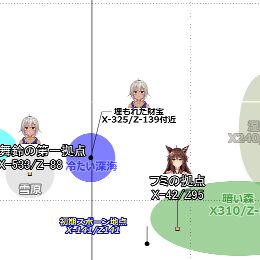 埋もれた財宝
X-325/Z-139付近
舞鈴の第一拠点
X-533/Z-88
冷たい深海
雪原
フミの拠点
X-42/Z95
暗い森
X310/Z-
初期スポーン地点
X-141/Z141
X240